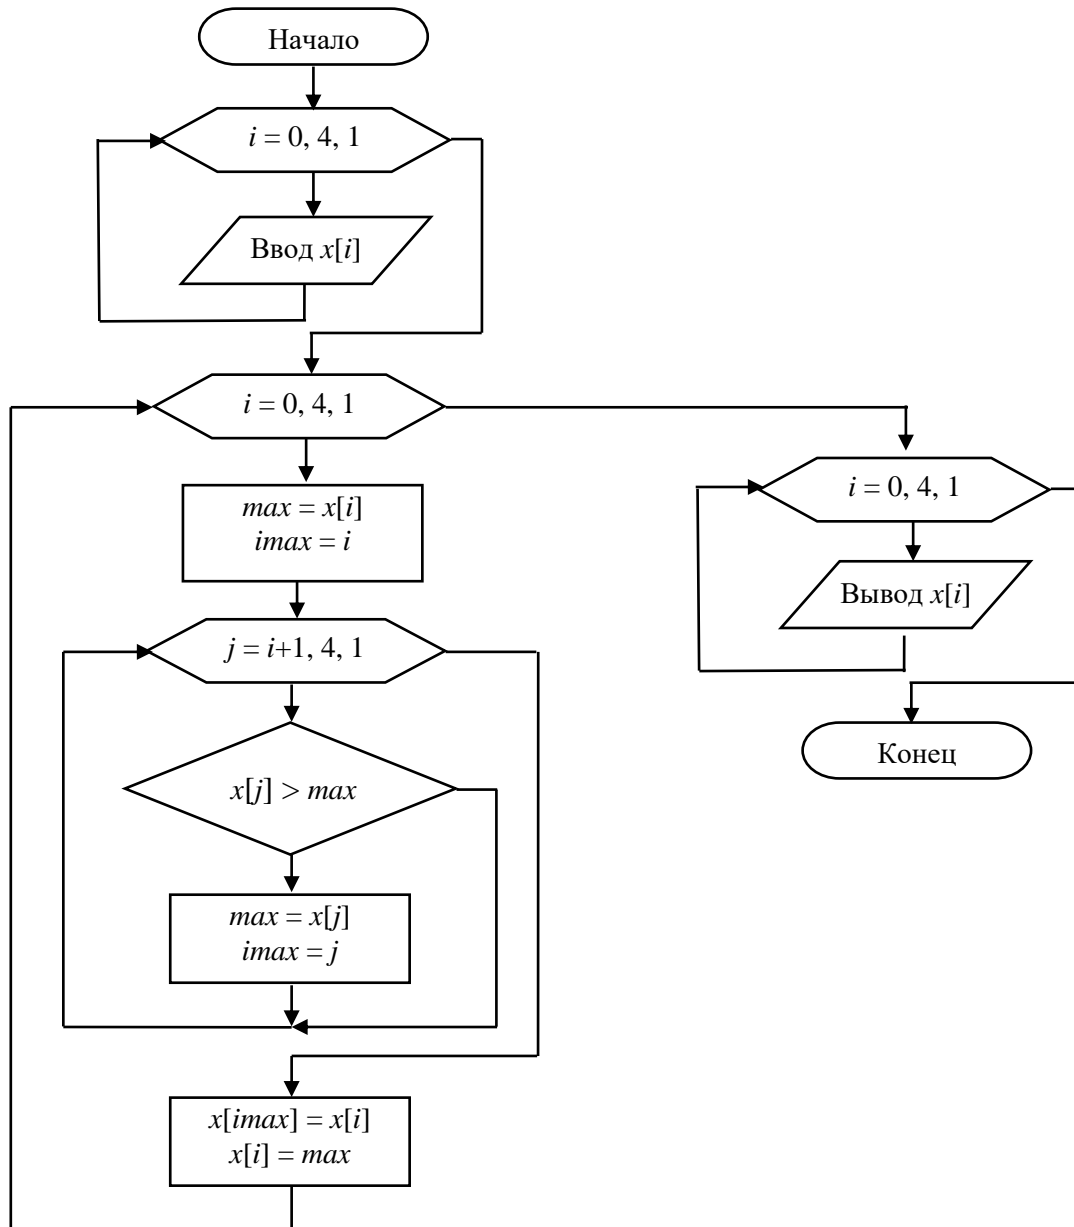 Начало
i = 0, 4, 1
Ввод x[i]
i = 0, 4, 1
max = x[i]
imax = i
j = i+1, 4, 1
x[j] > max
max = x[j]
imax = j
x[imax] = x[i]
x[i] = max
i = 0, 4, 1
Вывод x[i]
Конец